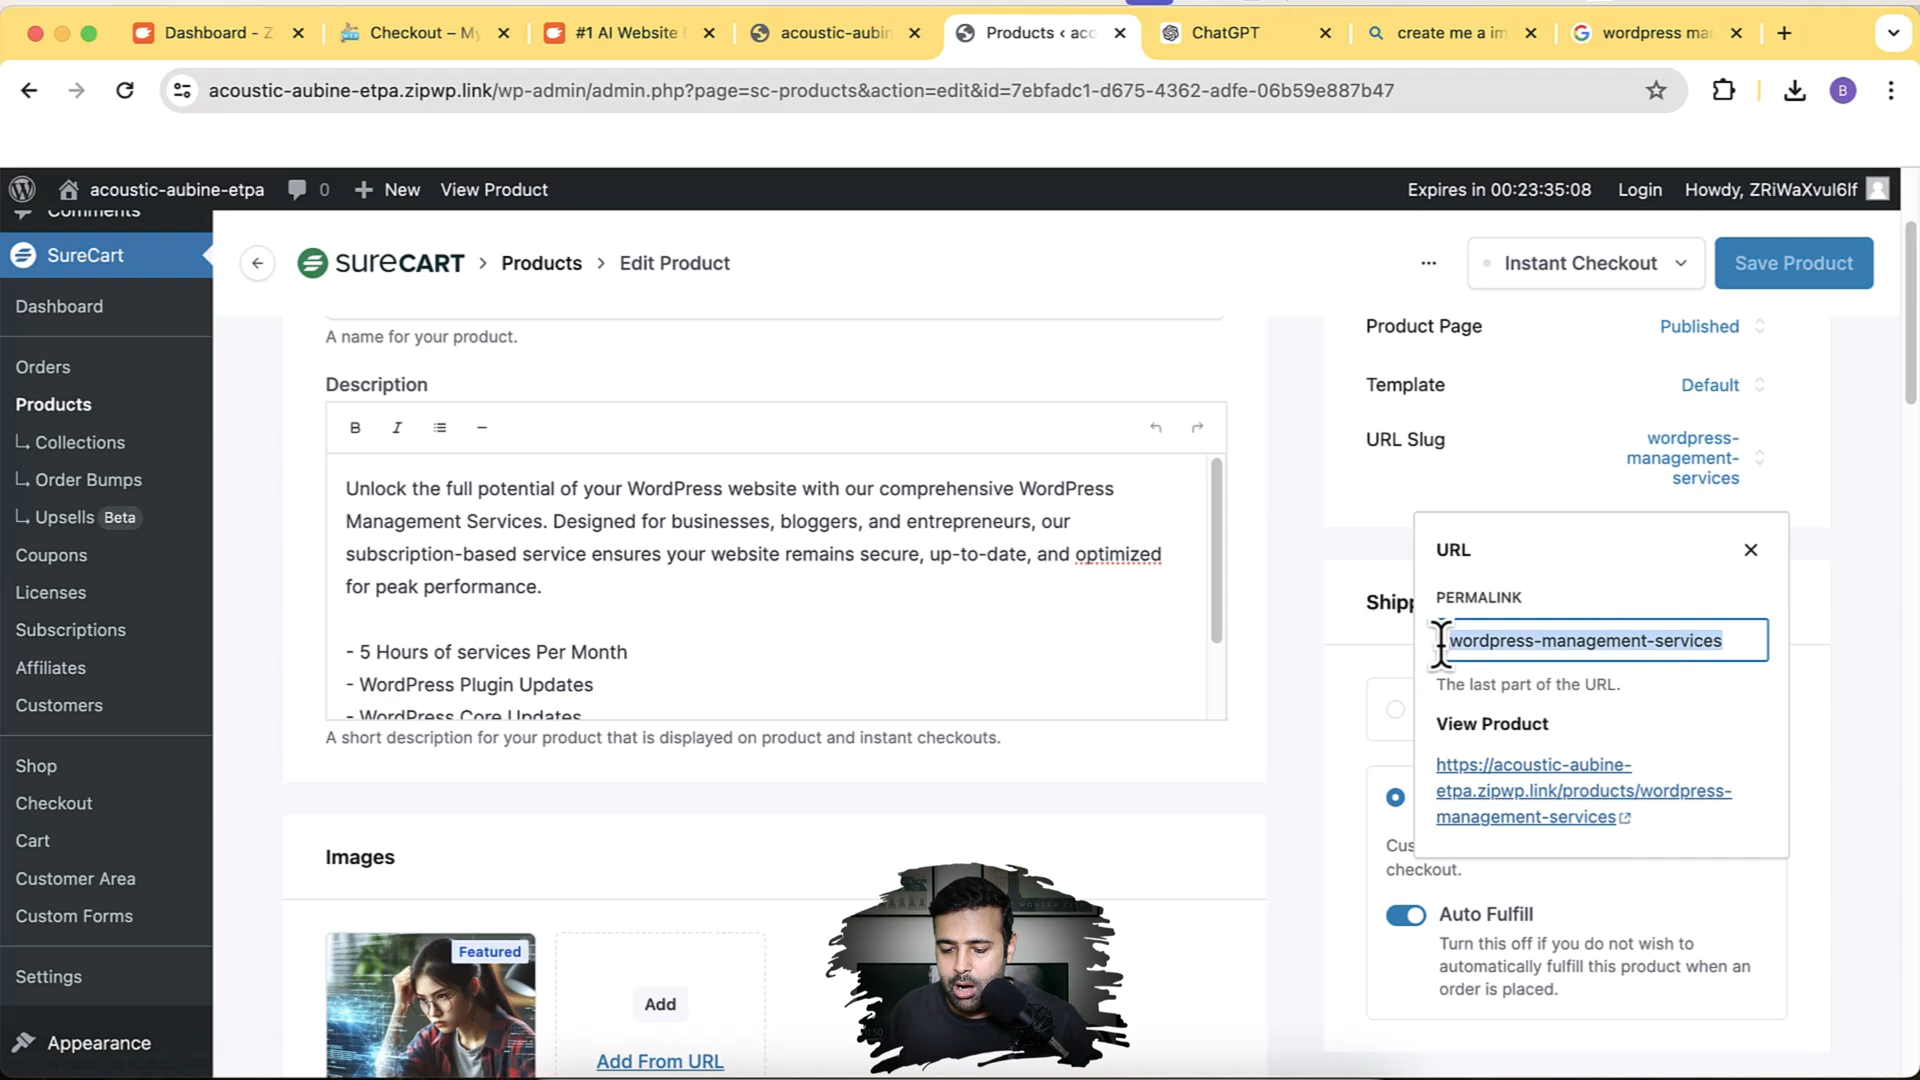 Dashboard - Z
Checkout – My
#1 AI Website
acoustic-aubin
Products ‹ aco
ChatGPT
create me a im
wordpress ma
acoustic-aubine-etpa.zipwp.link/wp-admin/admin.php?page=sc-products&action=edit&id=7ebfadc1-d675-4362-adfe-06b59e887b47
B
acoustic-aubine-etpa
0
New
View Product
Expires in 00:23:35:08
Login
Howdy, ZRiWaXvuI6If
Comments
SureCart
Dashboard
Orders
Products
Collections
Order Bumps
Upsells Beta
Coupons
Licenses
Subscriptions
Affiliates
Customers
Shop
Checkout
Cart
Customer Area
Custom Forms
Settings
Appearance
SURECART > Products > Edit Product
... Instant Checkout
Save Product
A name for your product.
Description
B I
Unlock the full potential of your WordPress website with our comprehensive WordPress
Management Services. Designed for businesses, bloggers, and entrepreneurs, our
subscription-based service ensures your website remains secure, up-to-date, and optimized
for peak performance.
- 5 Hours of services Per Month
- WordPress Plugin Updates
- WordPress Core Updates
A short description for your product that is displayed on product and instant checkouts.
Images
Featured
Add
Add From URL
Product Page
Published
Template
Default
URL Slug
wordpress-
management-
services
URL
PERMALINK
wordpress-management-services
The last part of the URL.
View Product
https://acoustic-aubine-
etpa.zipwp.link/products/wordpress-
management-services
checkout.
Auto Fulfill
Turn this off if you do not wish to
automatically fulfill this product when an
order is placed.